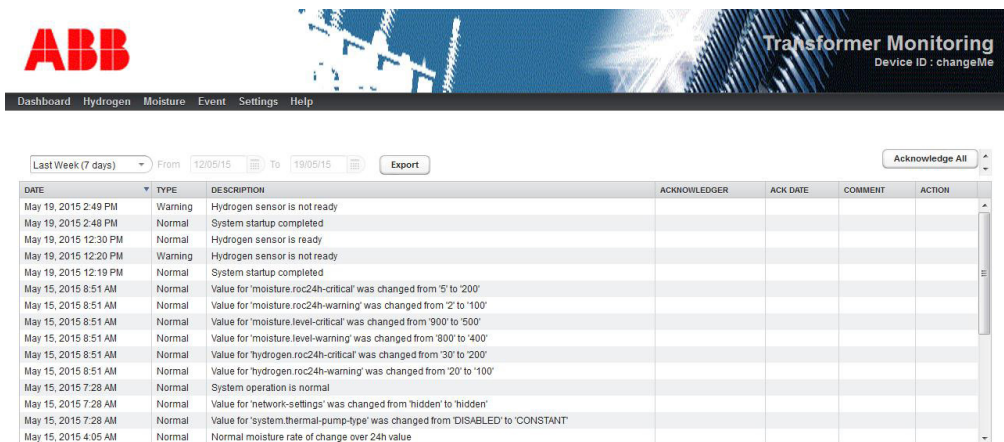 ABB
Transformer Monitoring
Device ID : changeMe
Dashboard Hydrogen Moisture Event Settings Help
Last Week (7 days) From 12/05/15 To 19/05/15 Export Acknowledge All
DATE TYPE DESCRIPTION ACKNOWLEDGER ACK DATE COMMENT ACTION
May 19, 2015 2:49 PM Warning Hydrogen sensor is not ready
May 19, 2015 2:48 PM Normal System startup completed
May 19, 2015 12:30 PM Normal Hydrogen sensor is ready
May 19, 2015 12:20 PM Warning Hydrogen sensor is not ready
May 19, 2015 12:19 PM Normal System startup completed
May 15, 2015 8:51 AM Normal Value for 'moisture.roc24h-critical' was changed from '5' to '200'
May 15, 2015 8:51 AM Normal Value for 'moisture.roc24h-warning' was changed from '2' to '100'
May 15, 2015 8:51 AM Normal Value for 'moisture.level-critical' was changed from '900' to '500'
May 15, 2015 8:51 AM Normal Value for 'moisture.level-warning' was changed from '800' to '400'
May 15, 2015 8:51 AM Normal Value for 'hydrogen.roc24h-critical' was changed from '30' to '200'
May 15, 2015 8:51 AM Normal Value for 'hydrogen.roc24h-warning' was changed from '20' to '100'
May 15, 2015 7:28 AM Normal System operation is normal
May 15, 2015 7:28 AM Normal Value for 'network-settings' was changed from 'hidden' to 'hidden'
May 15, 2015 7:28 AM Normal Value for 'system.thermal-pump-type' was changed from 'DISABLED' to 'CONSTANT'
May 15, 2015 4:05 AM Normal Normal moisture rate of change over 24h value